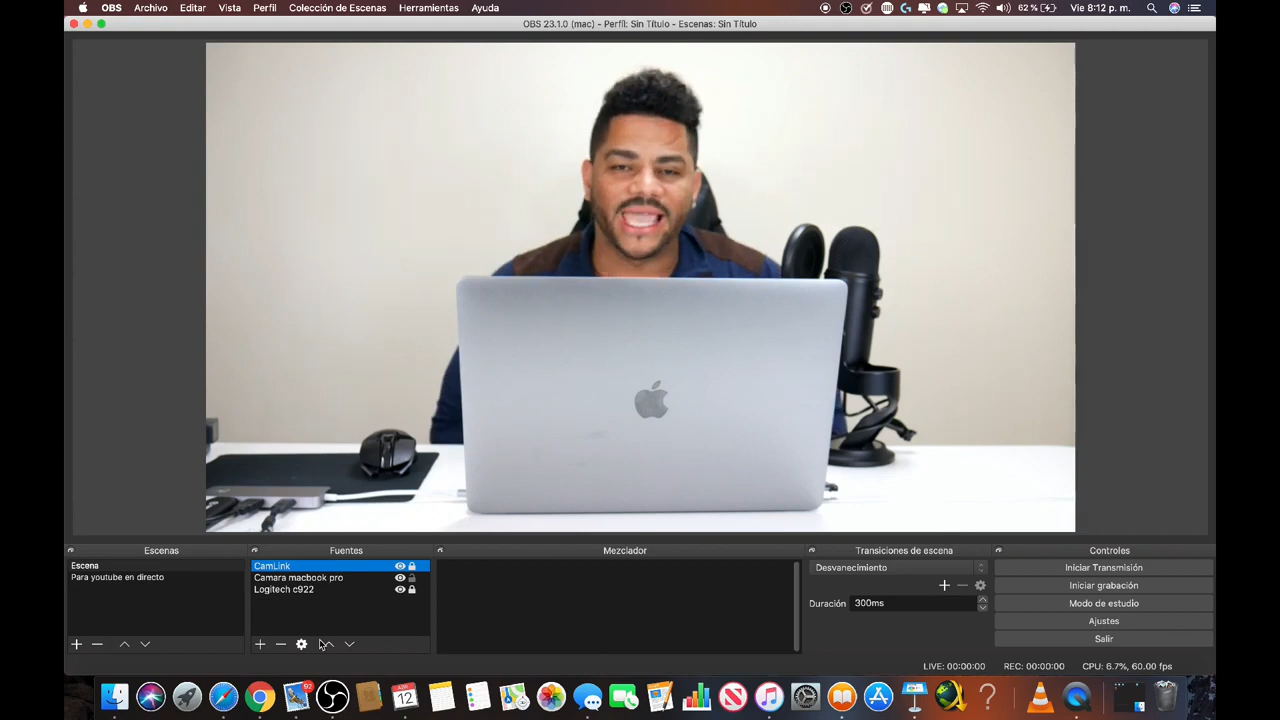 OBS Archivo Editar Vista Perfil Colección de Escenas Herramientas Ayuda 62 % Vie 8:12 p. m.
OBS 23.1.0 (mac) - Perfil: Sin Título - Escenas: Sin Título
Escenas Fuentes Mezclador Transiciones de escena Controles
Escena
Para youtube en directo
CamLink
Camara macbook pro
Logitech c922
Desvanecimiento
Duración 300ms
Iniciar Transmisión
Iniciar grabación
Modo de estudio
Ajustes
Salir
LIVE: 00:00:00 REC: 00:00:00 CPU: 6.7%, 60.00 fps
92
12